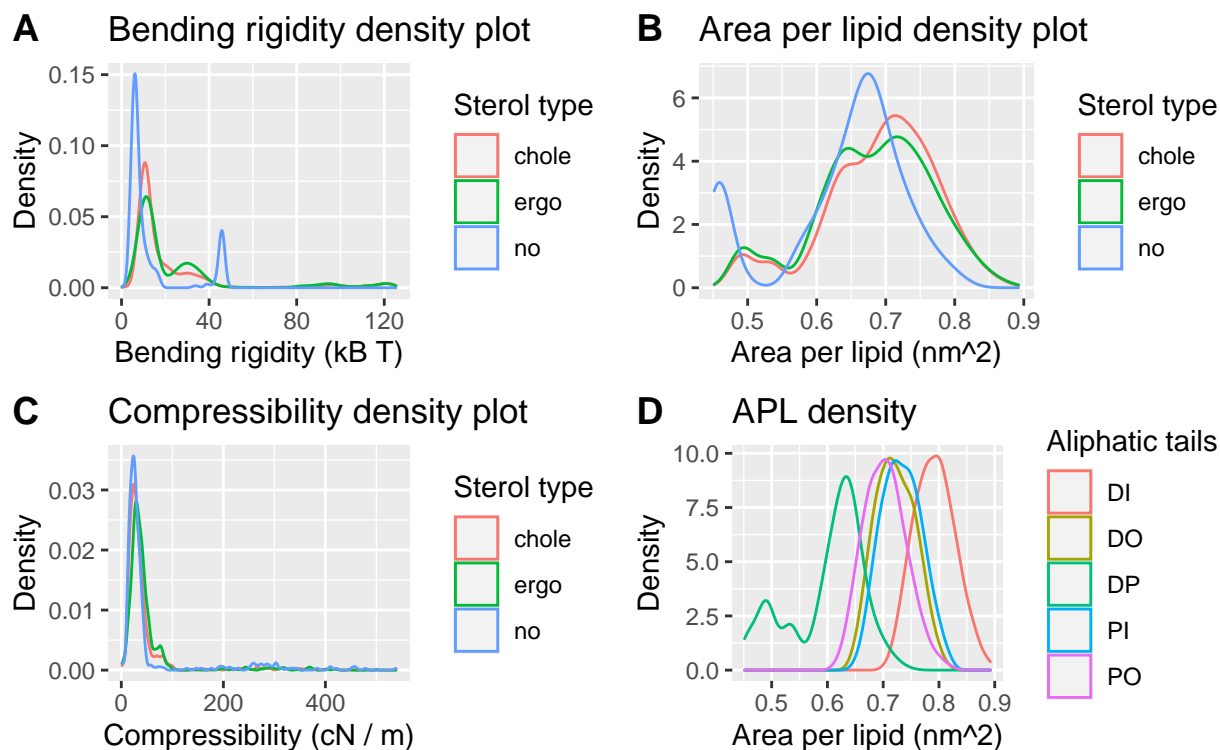 A
Bending rigidity density plot
Density
0.15
0.10
0.05
0.00
0
40
80
120
Bending rigidity (kB T)
Sterol type
chole
ergo
no
B
Area per lipid density plot
Density
6
4
2
0
0.5
0.6
0.7
0.8
0.9
Area per lipid (nm^2)
Sterol type
chole
ergo
no
C
Compressibility density plot
Density
0.03
0.02
0.01
0.00
0
200
400
Compressibility (cN / m)
Sterol type
chole
ergo
no
D
APL density
Density
10.0
7.5
5.0
2.5
0.0
0.5
0.6
0.7
0.8
0.9
Area per lipid (nm^2)
Aliphatic tails
DI
DO
DP
PI
PO